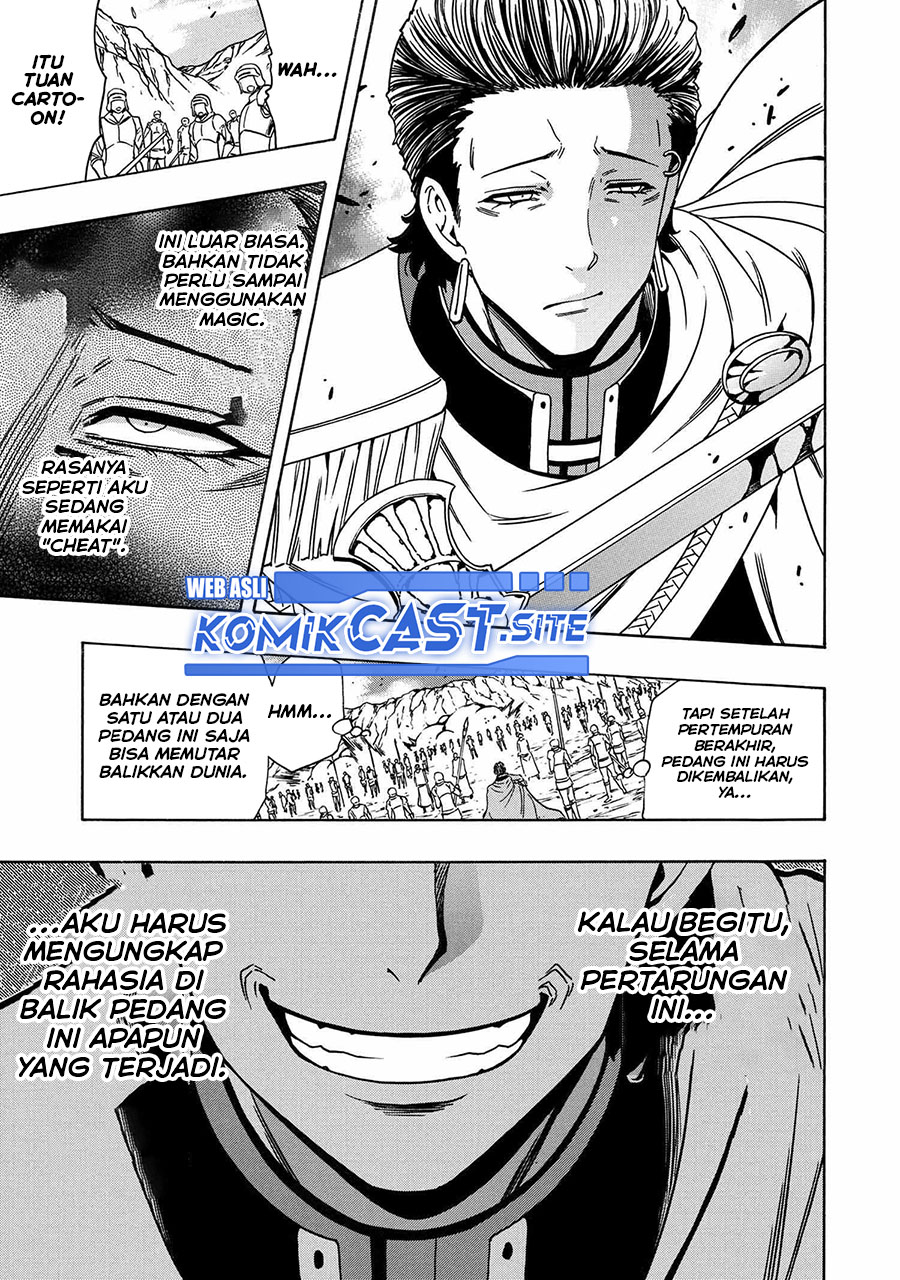 WAH...
ITU
TUAN
CARTO-
ON!
INI LUAR BIASA.
BAHKAN TIDAK
PERLU SAMPAI
MENGGUNAKAN
MAGIC.
RASANYA
SEPERTI AKU
SEDANG
MEMAKAI
"CHEAT".
WEB ASLI
KOMIKCAST.SITE
TAPI SETELAH
PERTEMPURAN
BERAKHIR,
PEDANG INI HARUS
DIKEMBALIKAN,
YA...
HMM...
BAHKAN DENGAN
SATU ATAU DUA
PEDANG INI SAJA
BISA MEMUTAR
BALIKKAN DUNIA.
KALAU BEGITU,
SELAMA
PERTARUNGAN
INI...
...AKU HARUS
MENGUNGKAP
RAHASIA DI
BALIK PEDANG
INI APAPUN
YANG TERJADI.